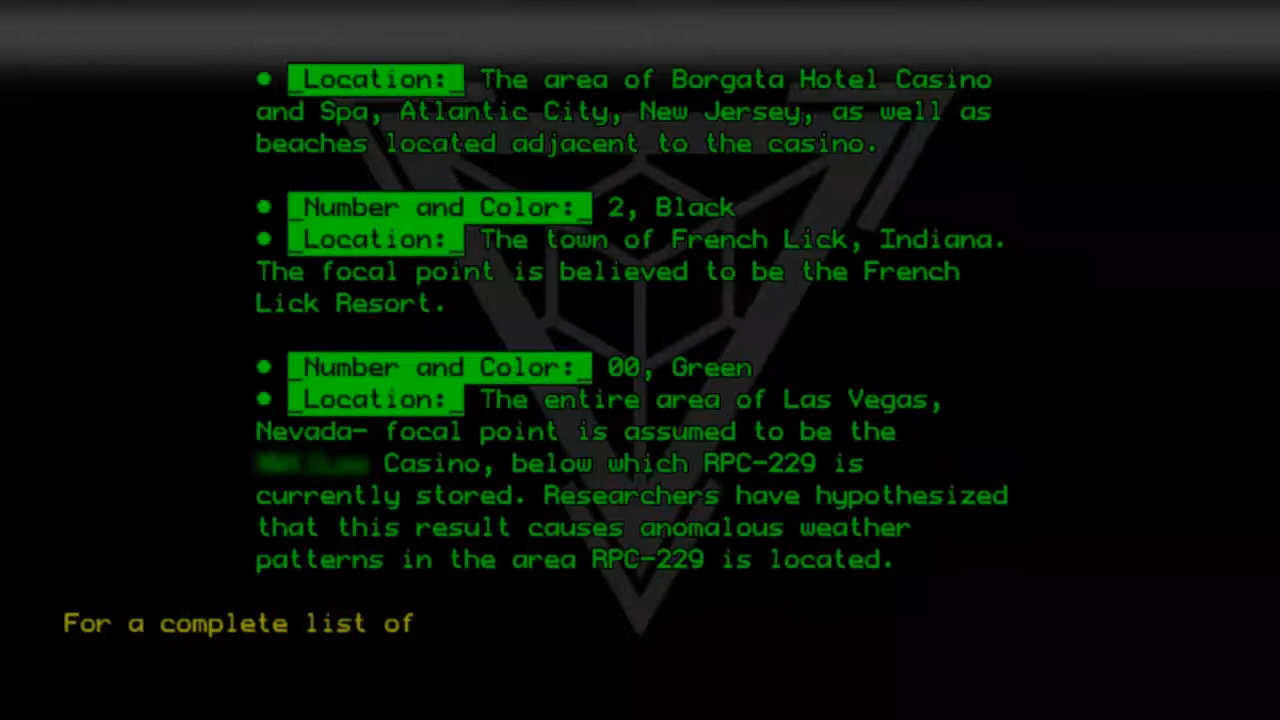 • _Location:_ The area of Borgata Hotel Casino
and Spa, Atlantic City, New Jersey, as well as
beaches located adjacent to the casino.
• _Number and Color:_ 2, Black
• _Location:_ The town of French Lick, Indiana.
The focal point is believed to be the French
Lick Resort.
• _Number and Color:_ 00, Green
• _Location:_ The entire area of Las Vegas,
Nevada- focal point is assumed to be the
Casino, below which RPC-229 is
currently stored. Researchers have hypothesized
that this result causes anomalous weather
patterns in the area RPC-229 is located.
For a complete list of